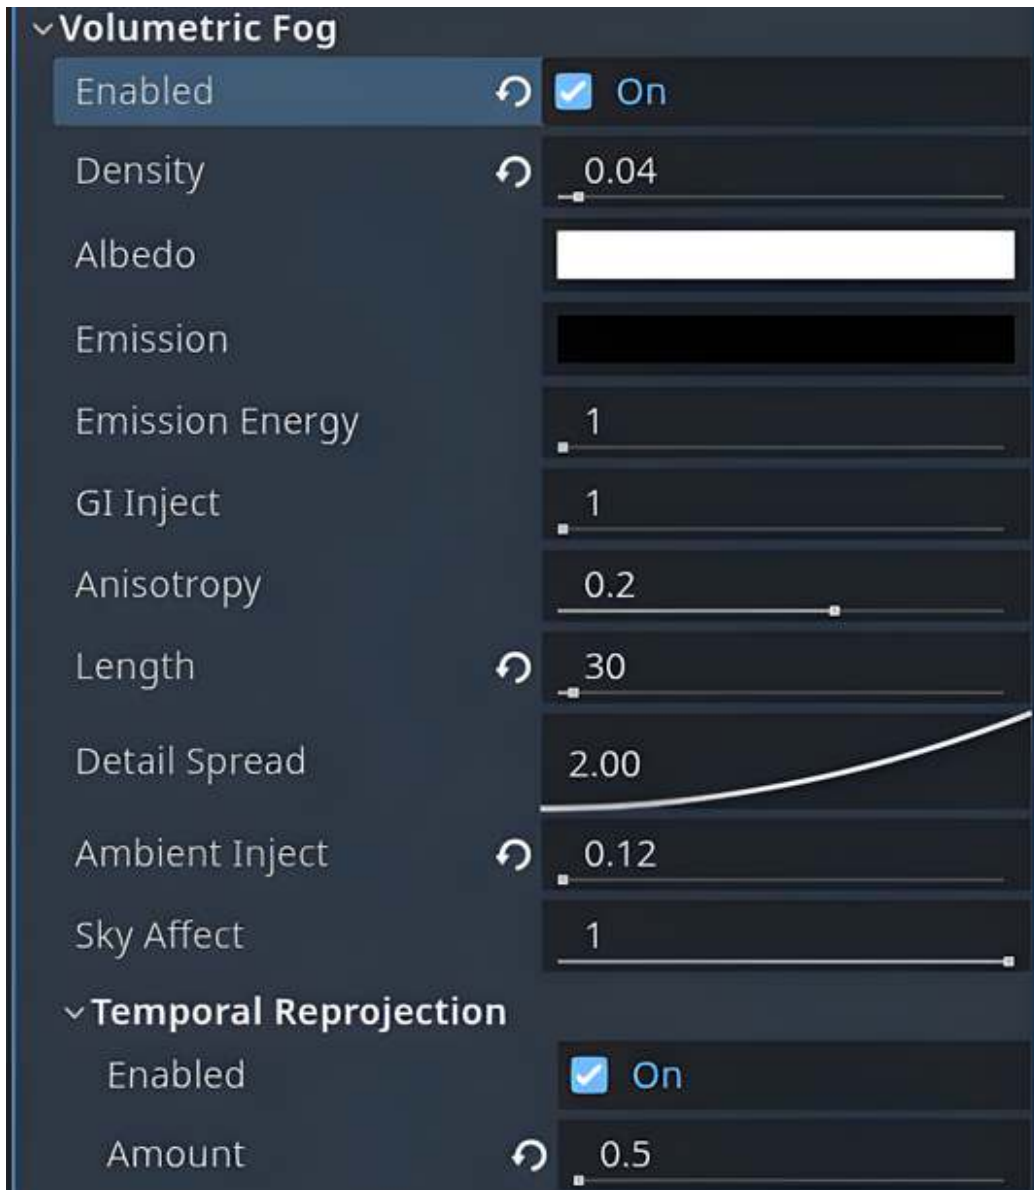 Volumetric Fog
Enabled On
Density 0.04
Albedo
Emission
Emission Energy 1
GI Inject 1
Anisotropy 0.2
Length 30
Detail Spread 2.00
Ambient Inject 0.12
Sky Affect 1
Temporal Reprojection
Enabled On
Amount 0.5